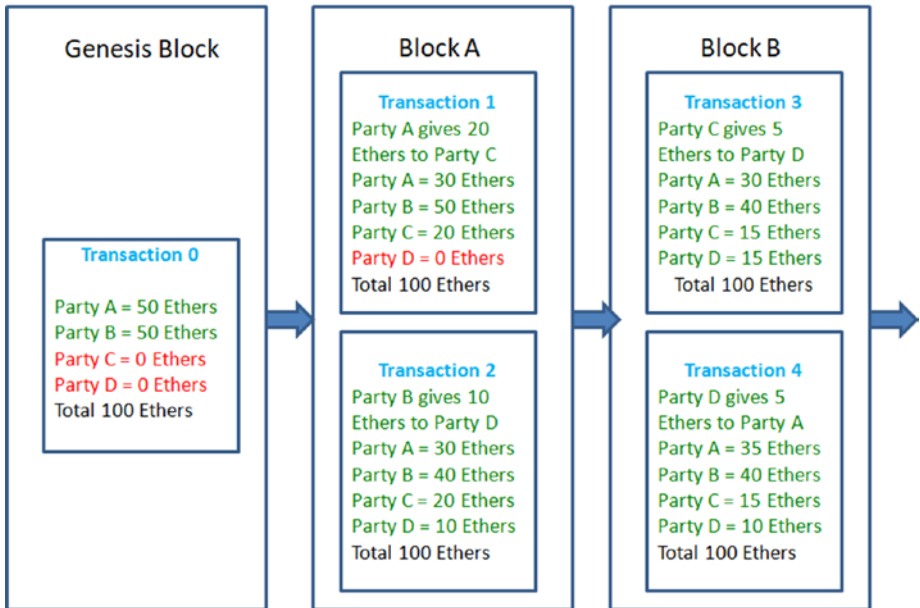 Genesis Block
Transaction 0
Party A = 50 Ethers
Party B = 50 Ethers
Party C = 0 Ethers
Party D = 0 Ethers
Total 100 Ethers
Block A
Transaction 1
Party A gives 20
Ethers to Party C
Party A = 30 Ethers
Party B = 50 Ethers
Party C = 20 Ethers
Party D = 0 Ethers
Total 100 Ethers
Transaction 2
Party B gives 10
Ethers to Party D
Party A = 30 Ethers
Party B = 40 Ethers
Party C = 20 Ethers
Party D = 10 Ethers
Total 100 Ethers
Block B
Transaction 3
Party C gives 5
Ethers to Party D
Party A = 30 Ethers
Party B = 40 Ethers
Party C = 15 Ethers
Party D = 15 Ethers
Total 100 Ethers
Transaction 4
Party D gives 5
Ethers to Party A
Party A = 35 Ethers
Party B = 40 Ethers
Party C = 15 Ethers
Party D = 10 Ethers
Total 100 Ethers